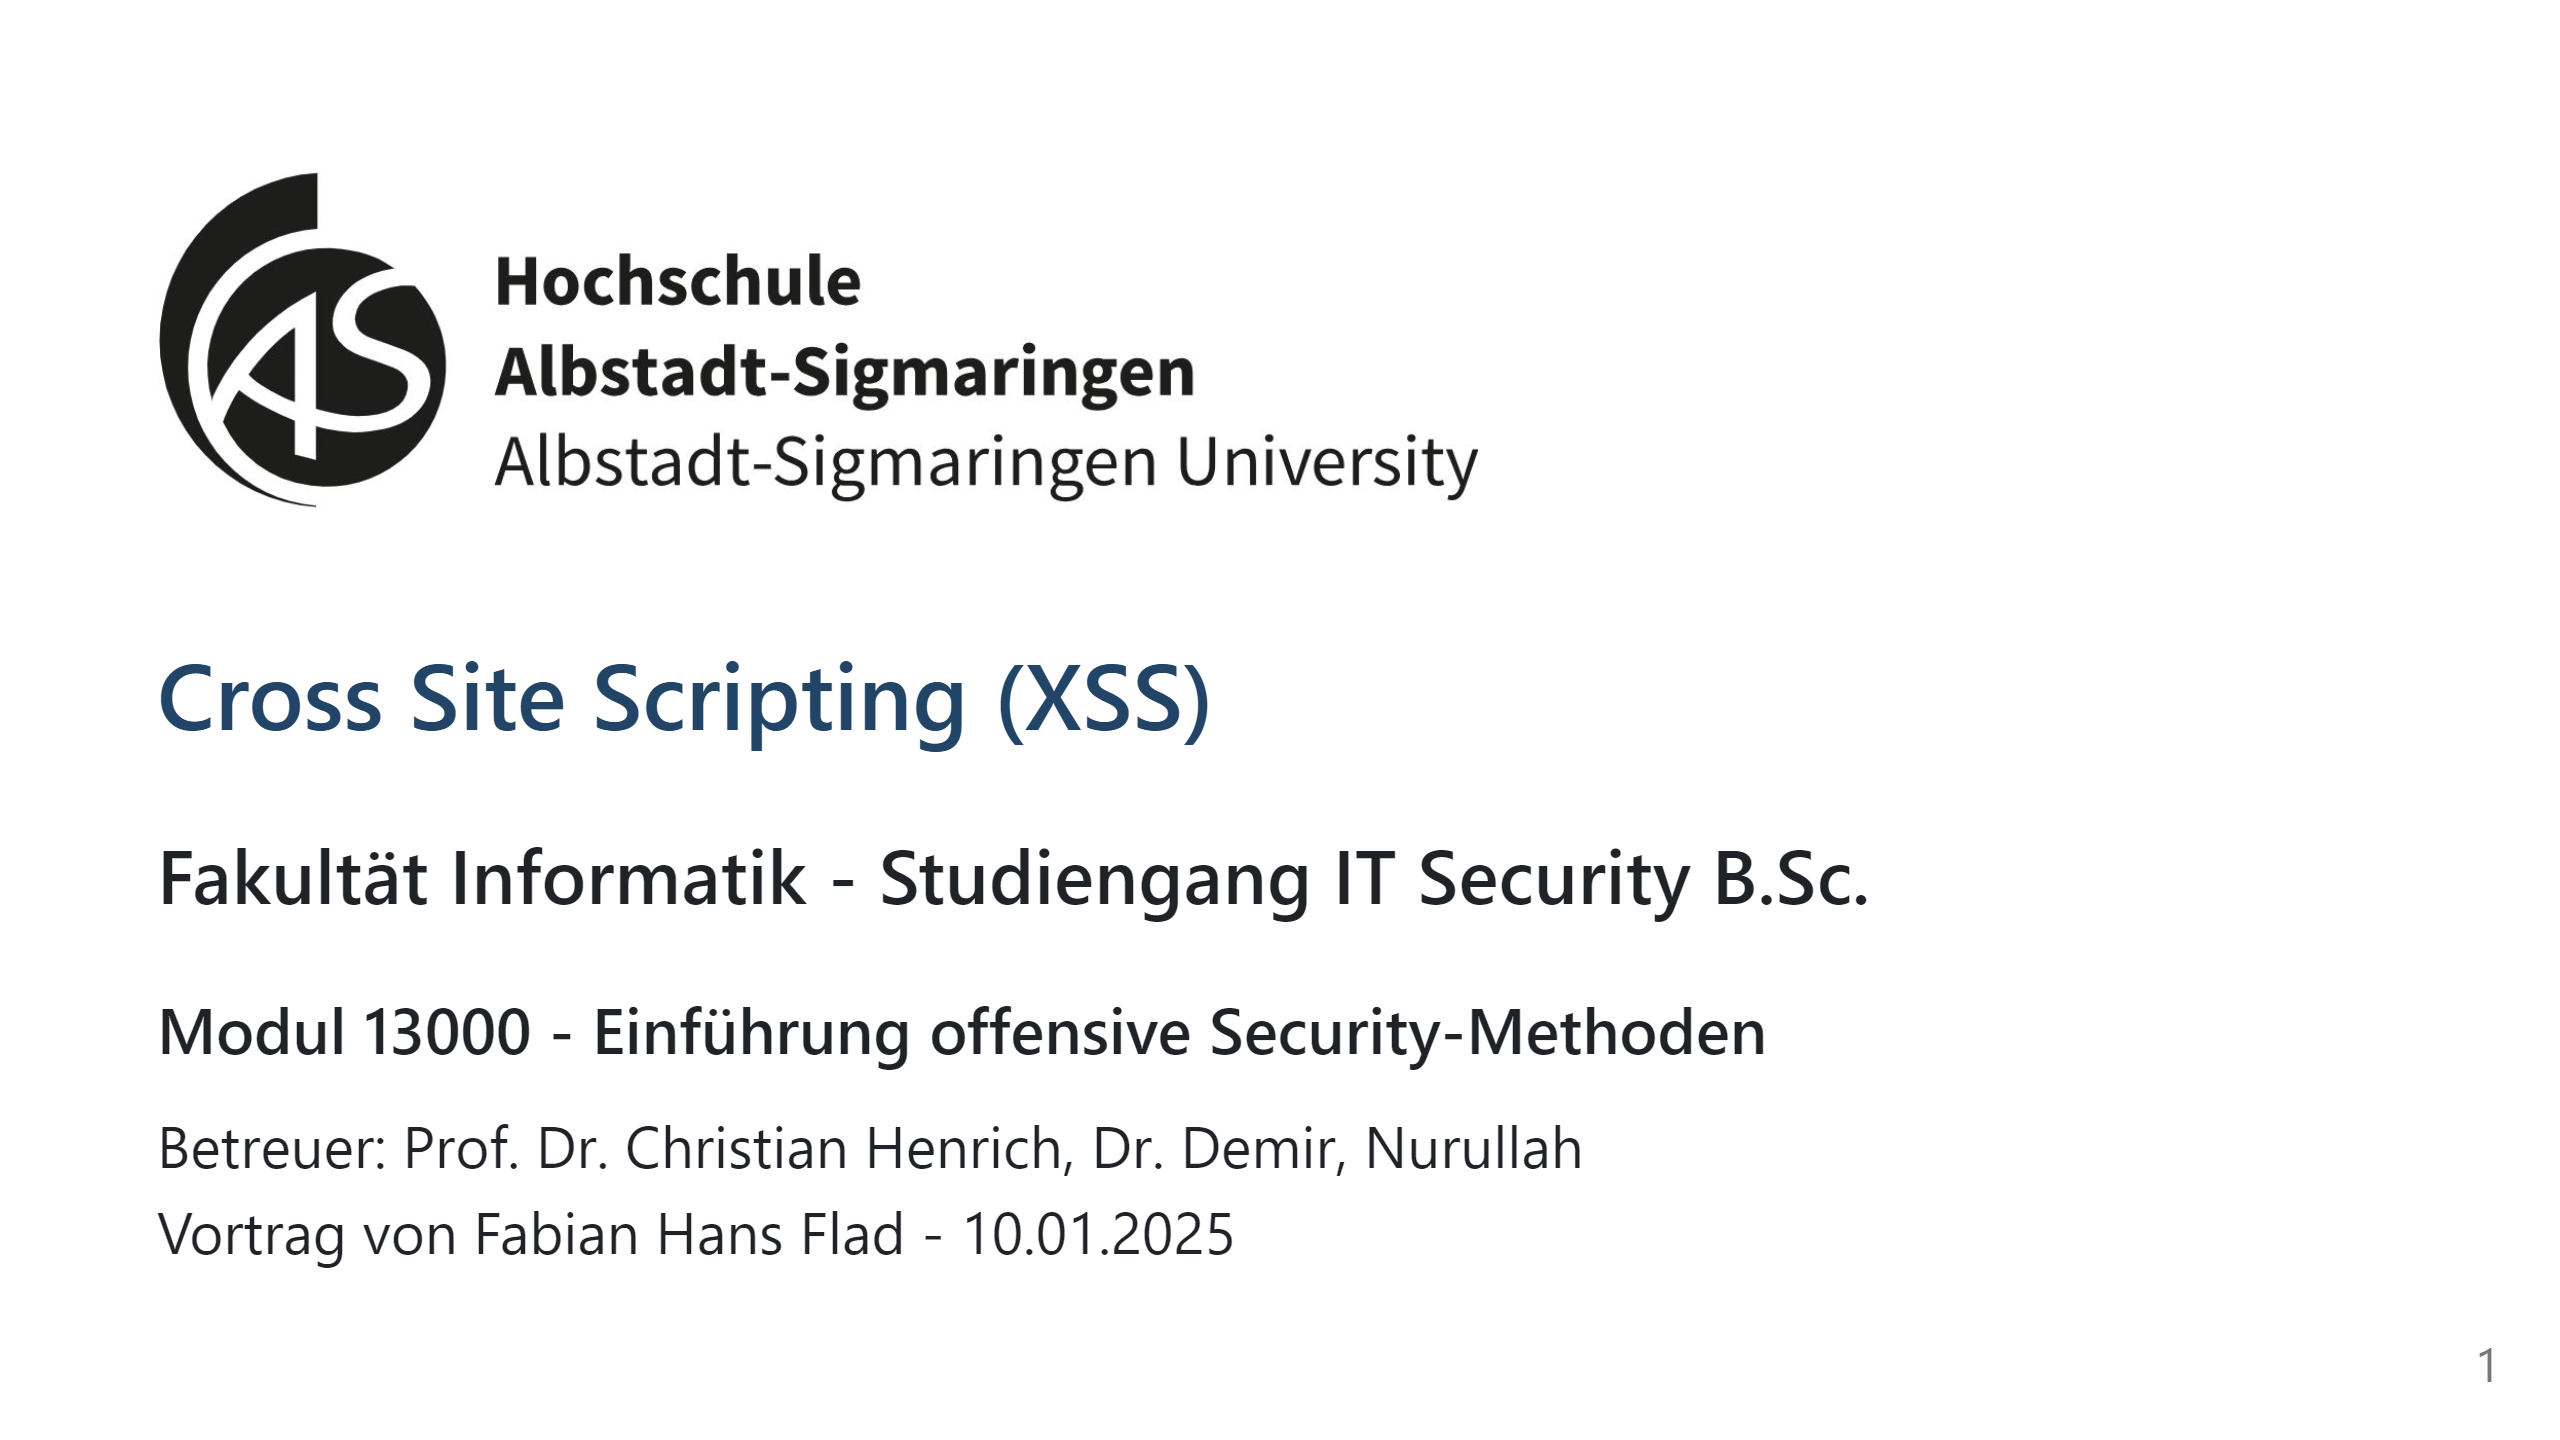 AS
Hochschule
Albstadt-Sigmaringen
Albstadt-Sigmaringen University
Cross Site Scripting (XSS)
Fakultät Informatik - Studiengang IT Security B.Sc.
Modul 13000 - Einführung offensive Security-Methoden
Betreuer: Prof. Dr. Christian Henrich, Dr. Demir, Nurullah
Vortrag von Fabian Hans Flad - 10.01.2025
1